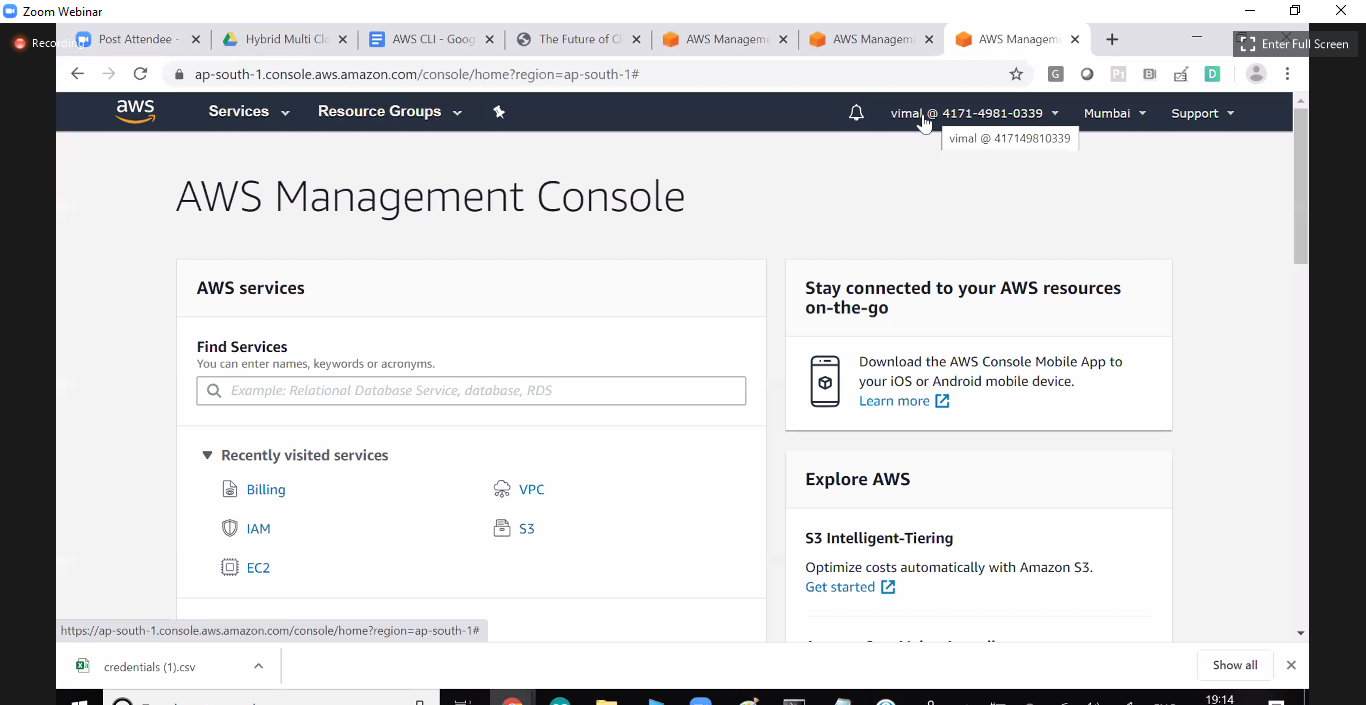 Zoom Webinar
Recording
Post Attendee -
Hybrid Multi Cl
AWS CLI - Goog
The Future of C
AWS Managem
AWS Managem
AWS Managem
Enter Full Screen
ap-south-1.console.aws.amazon.com/console/home?region=ap-south-1#
aws
Services
Resource Groups
vimal @ 4171-4981-0339
Mumbai
Support
vimal @ 417149810339
AWS Management Console
AWS services
Find Services
You can enter names, keywords or acronyms.
Example: Relational Database Service, database, RDS
Recently visited services
Billing
VPC
IAM
S3
EC2
Stay connected to your AWS resources
on-the-go
Download the AWS Console Mobile App to
your iOS or Android mobile device.
Learn more
Explore AWS
S3 Intelligent-Tiering
Optimize costs automatically with Amazon S3.
Get started
https://ap-south-1.console.aws.amazon.com/console/home?region=ap-south-1#
credentials (1).csv
Show all
19:14